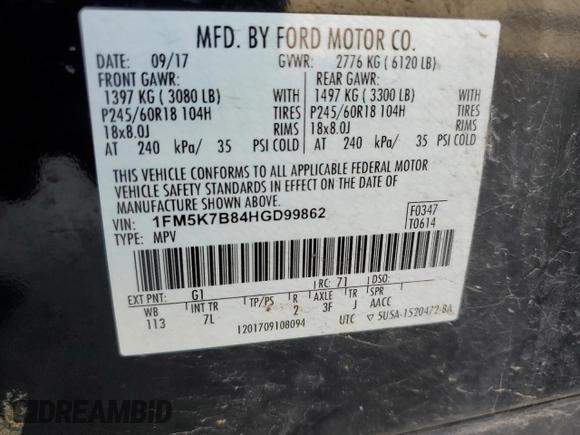 MFD. BY FORD MOTOR CO.
DATE: 09/17 GVWR: 2776 KG ( 6120 LB)
FRONT GAWR: REAR GAWR:
1397 KG ( 3080 LB) WITH 1497 KG ( 3300 LB) WITH
P245/60R18 104H TIRES P245/60R18 104H TIRES
18x8.0J RIMS 18x8.0J RIMS
AT 240 kPa/ 35 PSI COLD AT 240 kPa/ 35 PSI COLD
THIS VEHICLE CONFORMS TO ALL APPLICABLE FEDERAL MOTOR
VEHICLE SAFETY STANDARDS IN EFFECT ON THE DATE OF
MANUFACTURE SHOWN ABOVE.
VIN: 1FM5K7B84HGD99862 F0347
TYPE: MPV T0614
EXT PNT: G1 RC: 71 DSO:
WB INT TR TP/PS R AXLE TR SPR
113 7L 2 3F J AACC
1201709108094 UTC ▽ 5U5A-1520472-BA
DREAMBID